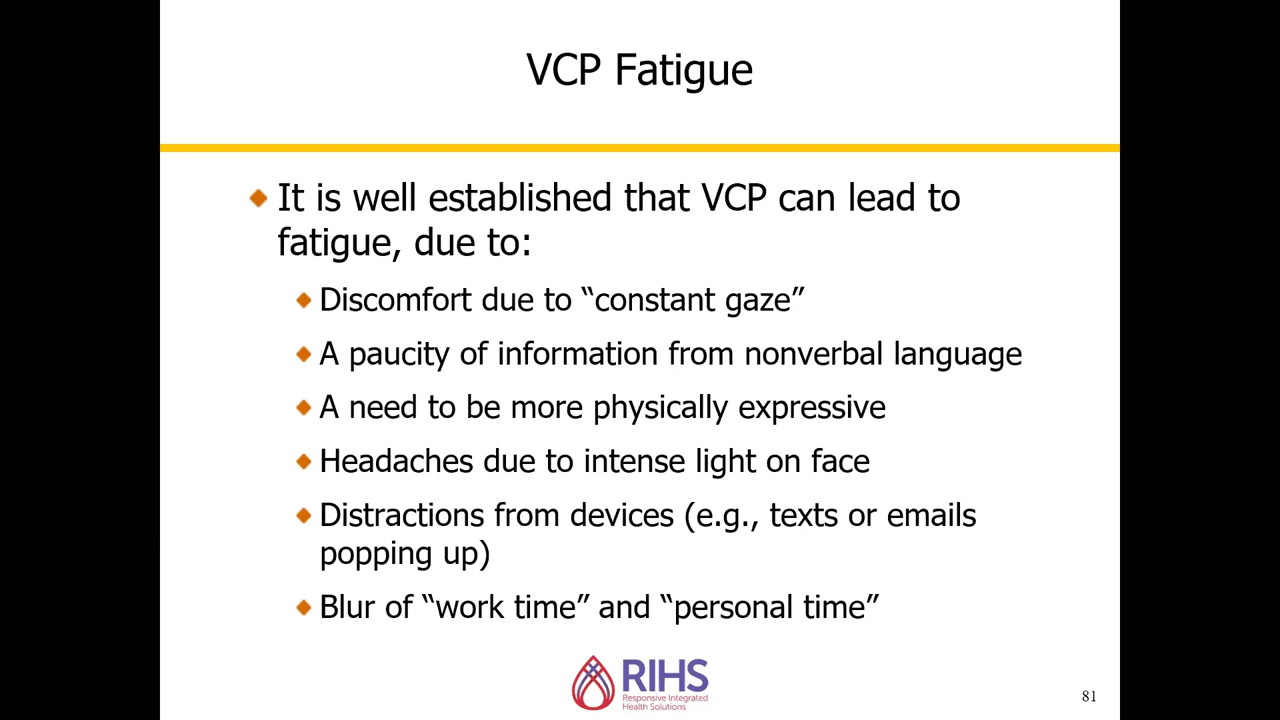 VCP Fatigue
It is well established that VCP can lead to
fatigue, due to:
Discomfort due to “constant gaze”
A paucity of information from nonverbal language
A need to be more physically expressive
Headaches due to intense light on face
Distractions from devices (e.g., texts or emails
popping up)
Blur of “work time” and “personal time”
RIHS
Responsive Integrated
Health Solutions
81